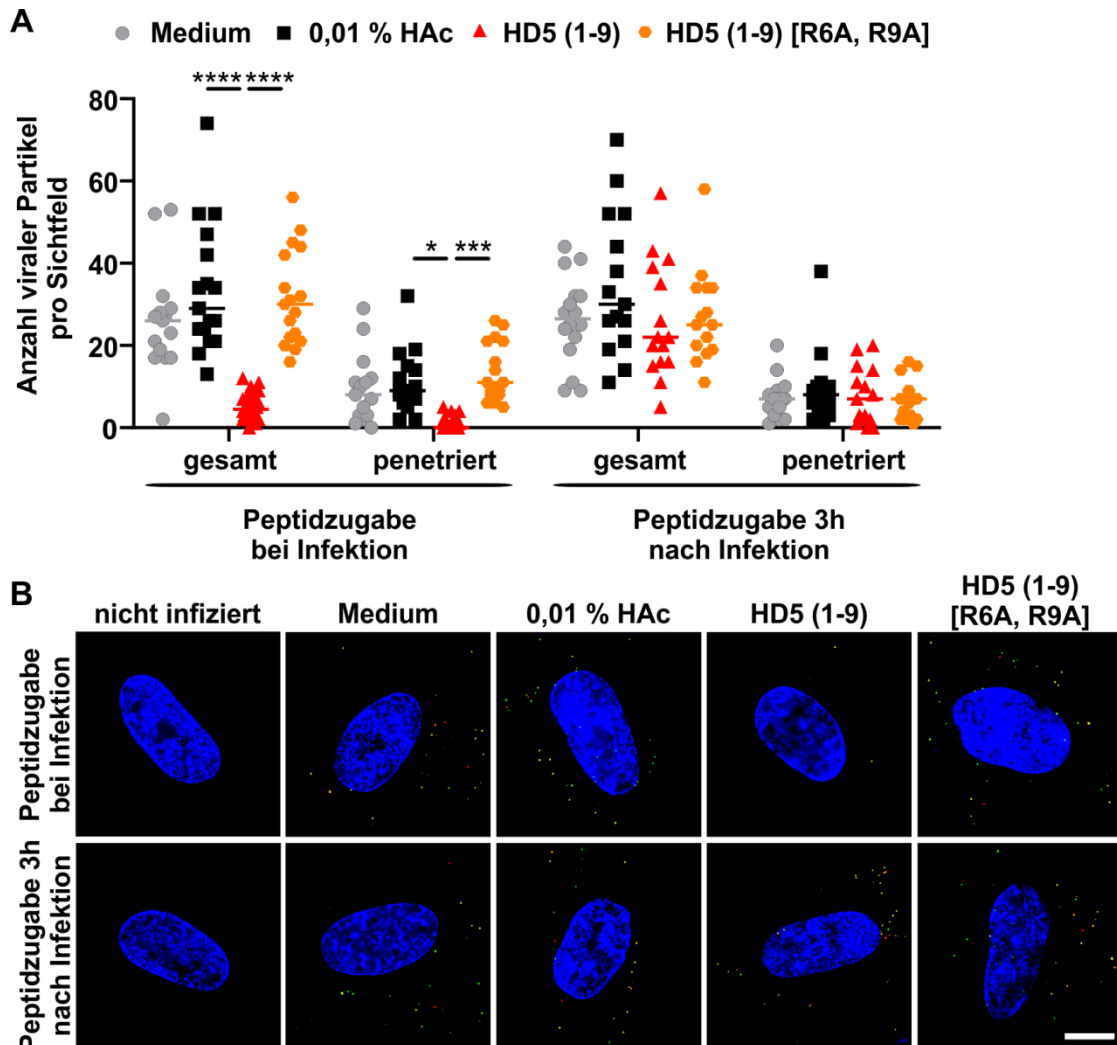 A
Medium 0,01 % HAc HD5 (1-9) HD5 (1-9) [R6A, R9A]
**** ****
* ***
Anzahl viraler Partikel
pro Sichtfeld
80
60
40
20
0
gesamt penetriert gesamt penetriert
Peptidzugabe
bei Infektion
Peptidzugabe 3h
nach Infektion
B
nicht infiziert Medium 0,01 % HAc HD5 (1-9) HD5 (1-9)
[R6A, R9A]
Peptidzugabe
bei Infektion
Peptidzugabe 3h
nach Infektion